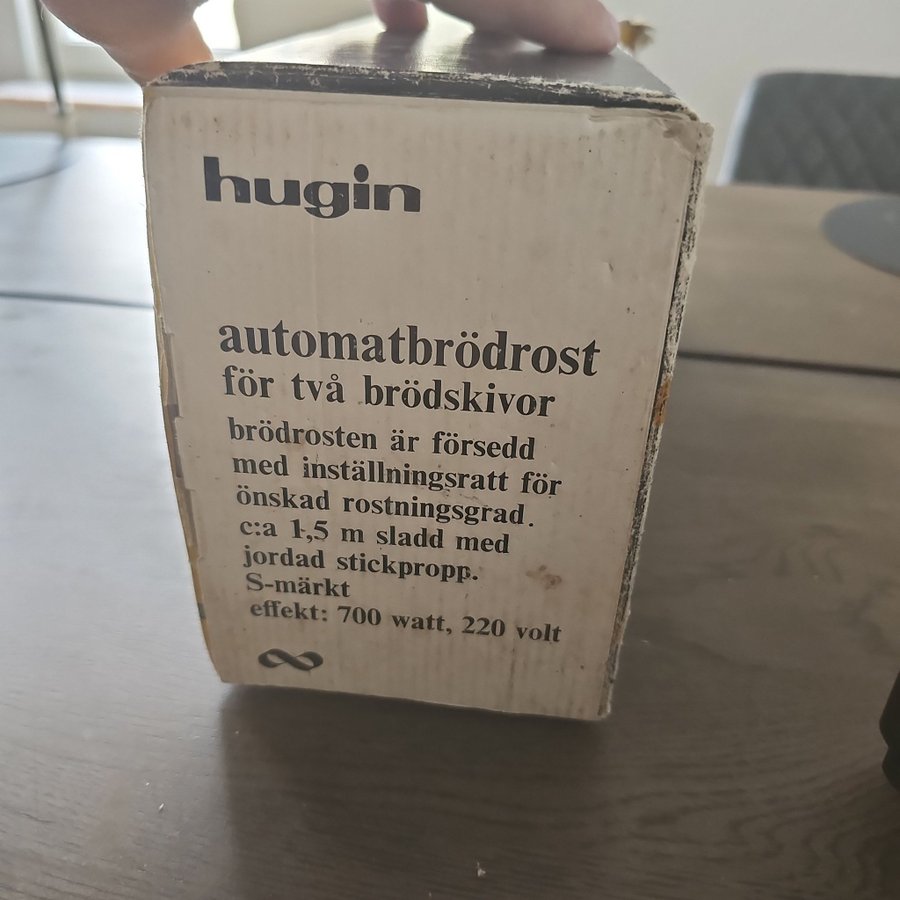 hugin
automatbrödrost
för två brödskivor
brödrosten är försedd
med inställningsratt för
önskad rostningsgrad.
c:a 1,5 m sladd med
jordad stickpropp.
S-märkt
effekt: 700 watt, 220 volt